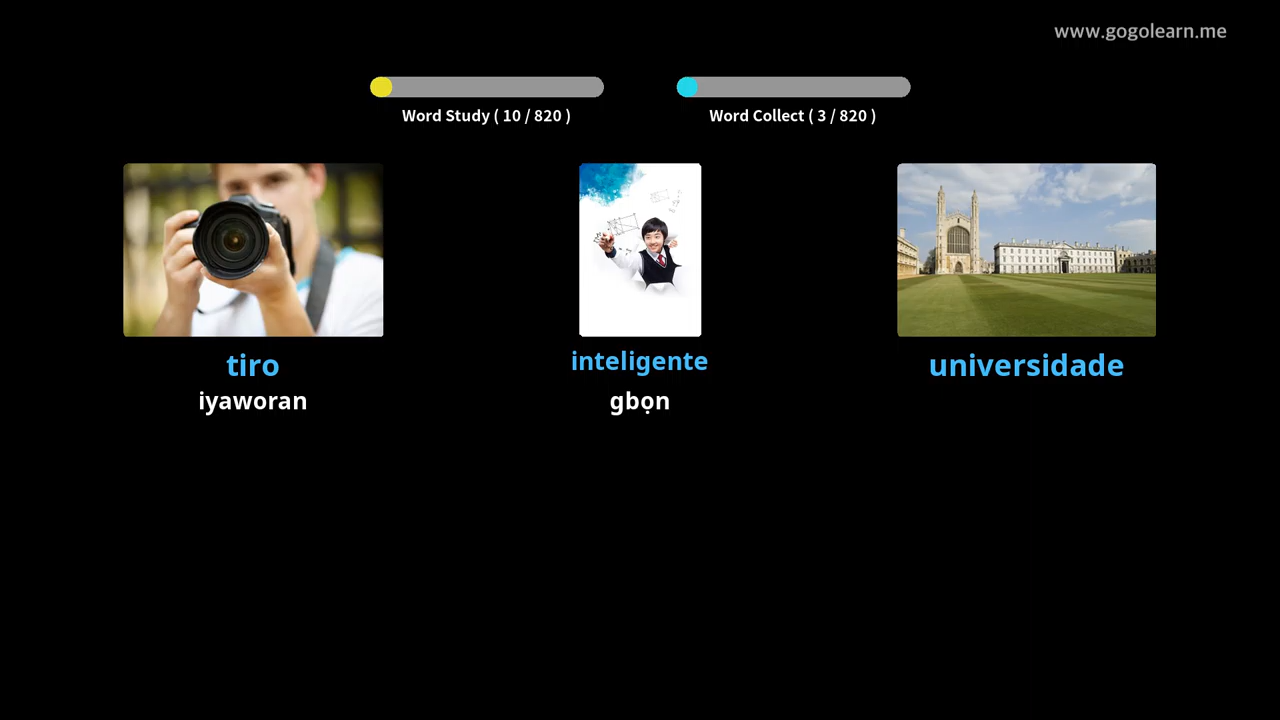 www.gogolearn.me
Word Study ( 10 / 820 )
Word Collect ( 3 / 820 )
tiro
iyaworan
inteligente
gbọn
universidade